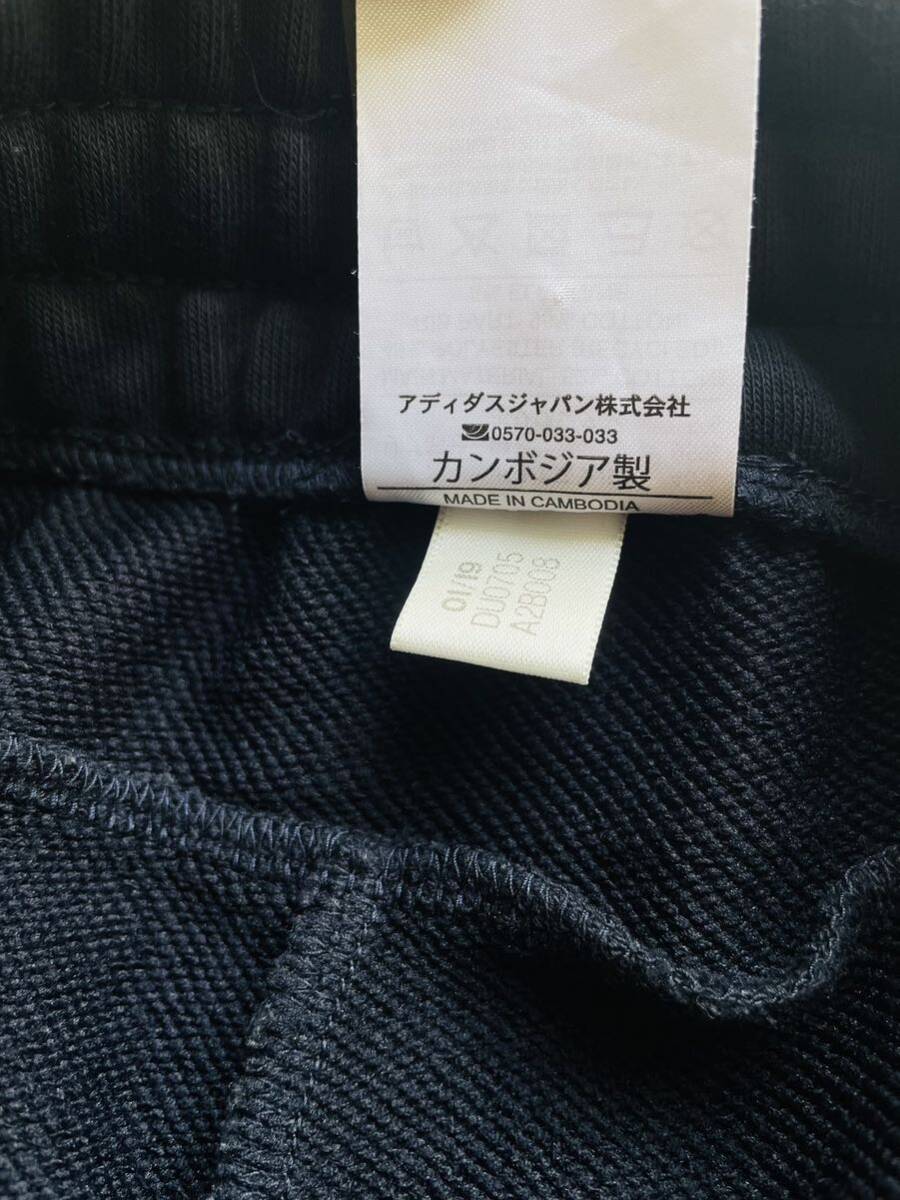 アディダスジャパン株式会社
0570-033-033
カンボジア製
MADE IN CAMBODIA
01/19
DU0705
A2B008